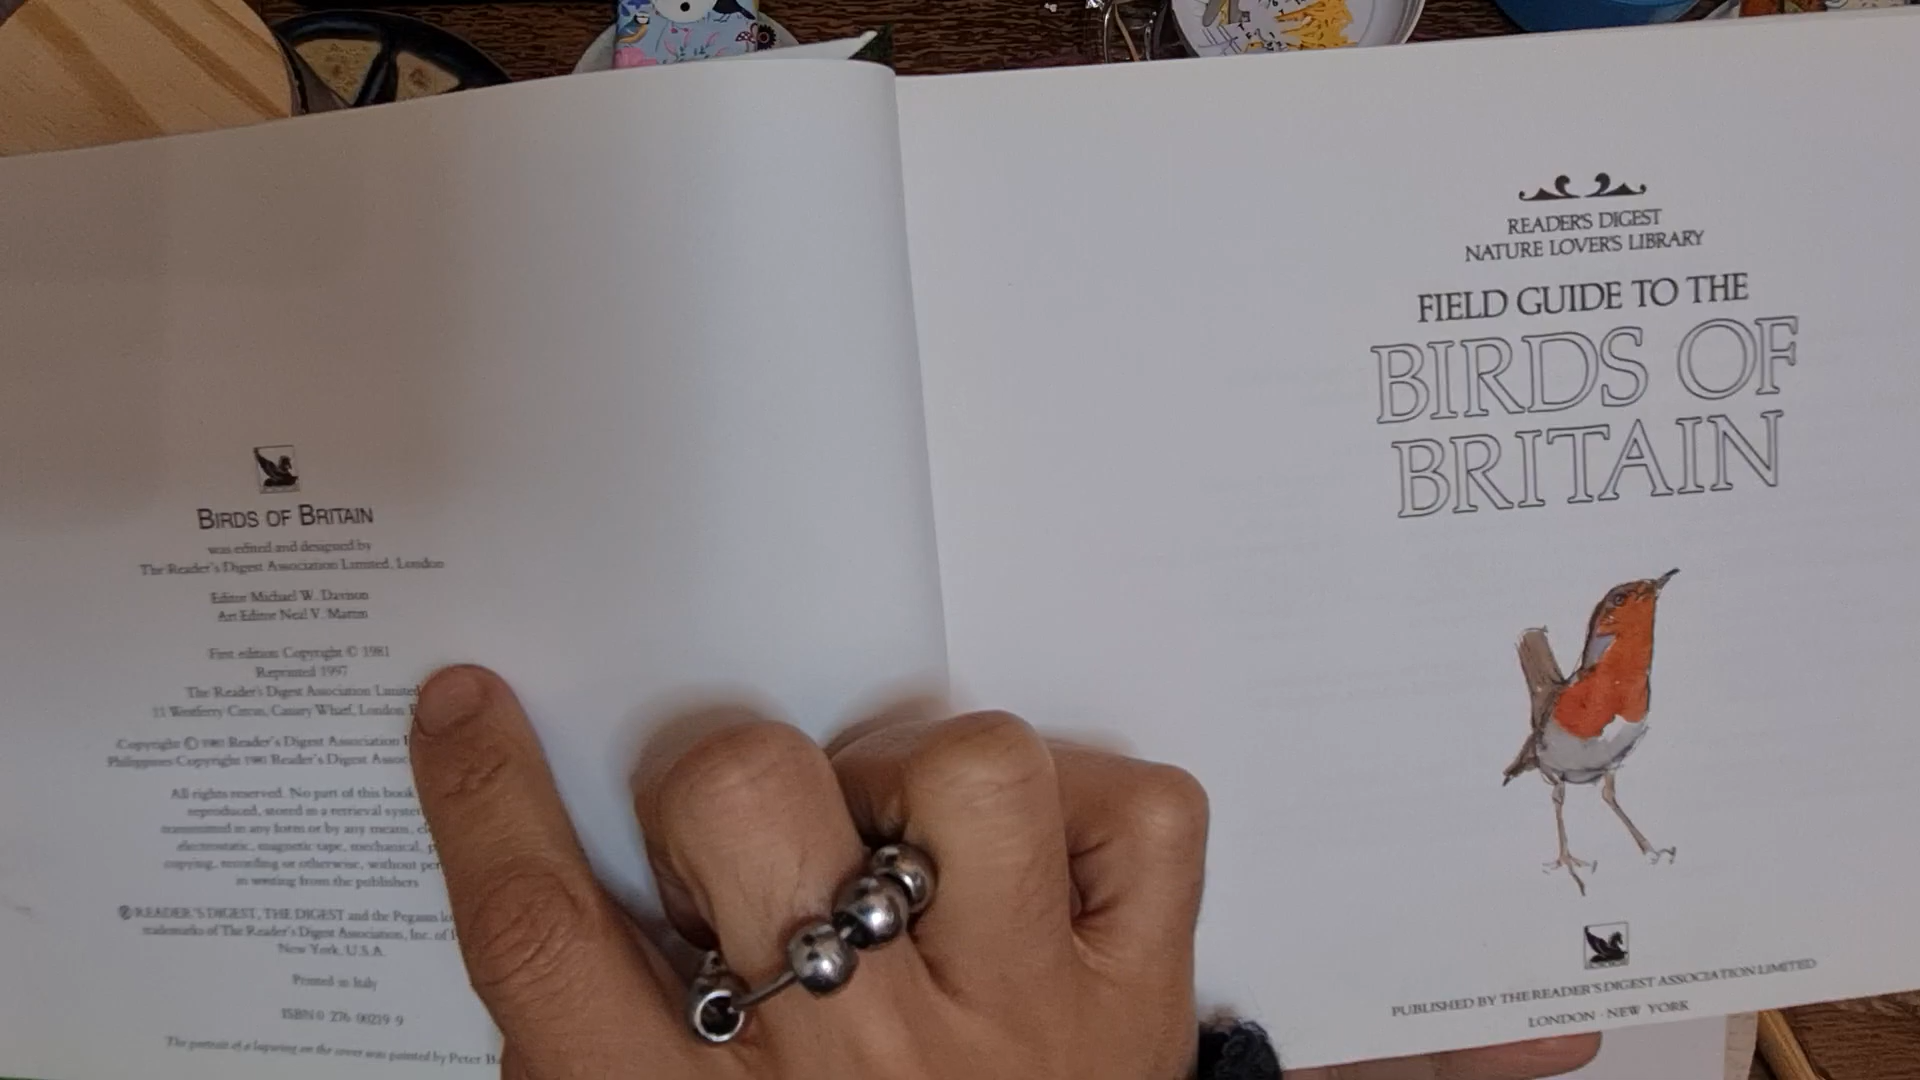 BIRDS OF BRITAIN
was edited and designed by
The Reader's Digest Association Limited, London
Editor Michael W. Davison
Art Editor Neal V. Martin
First edition Copyright © 1981
Reprinted 1997
The Reader's Digest Association Limited
11 Westferry Circus, Canary Wharf, London
Copyright © 1981 Reader's Digest Association
Philippines Copyright 1981 Reader's Digest
All rights reserved. No part of this book
reproduced, stored in a retrieval
transmitted in any form or by any means,
electrostatic, magnetic tape, mechanical,
copying, recording or otherwise, without
in writing from the publishers
® READER'S DIGEST, THE DIGEST and the Pegasus
trademarks of The Reader's Digest Association, Inc. of
New York, U.S.A.
Printed in Italy
ISBN 0 276 00219 9
The portrait of a lapwing on the cover was painted by Peter
READER'S DIGEST
NATURE LOVER'S LIBRARY
FIELD GUIDE TO THE
BIRDS OF
BRITAIN
PUBLISHED BY THE READER'S DIGEST ASSOCIATION LIMITED
LONDON · NEW YORK